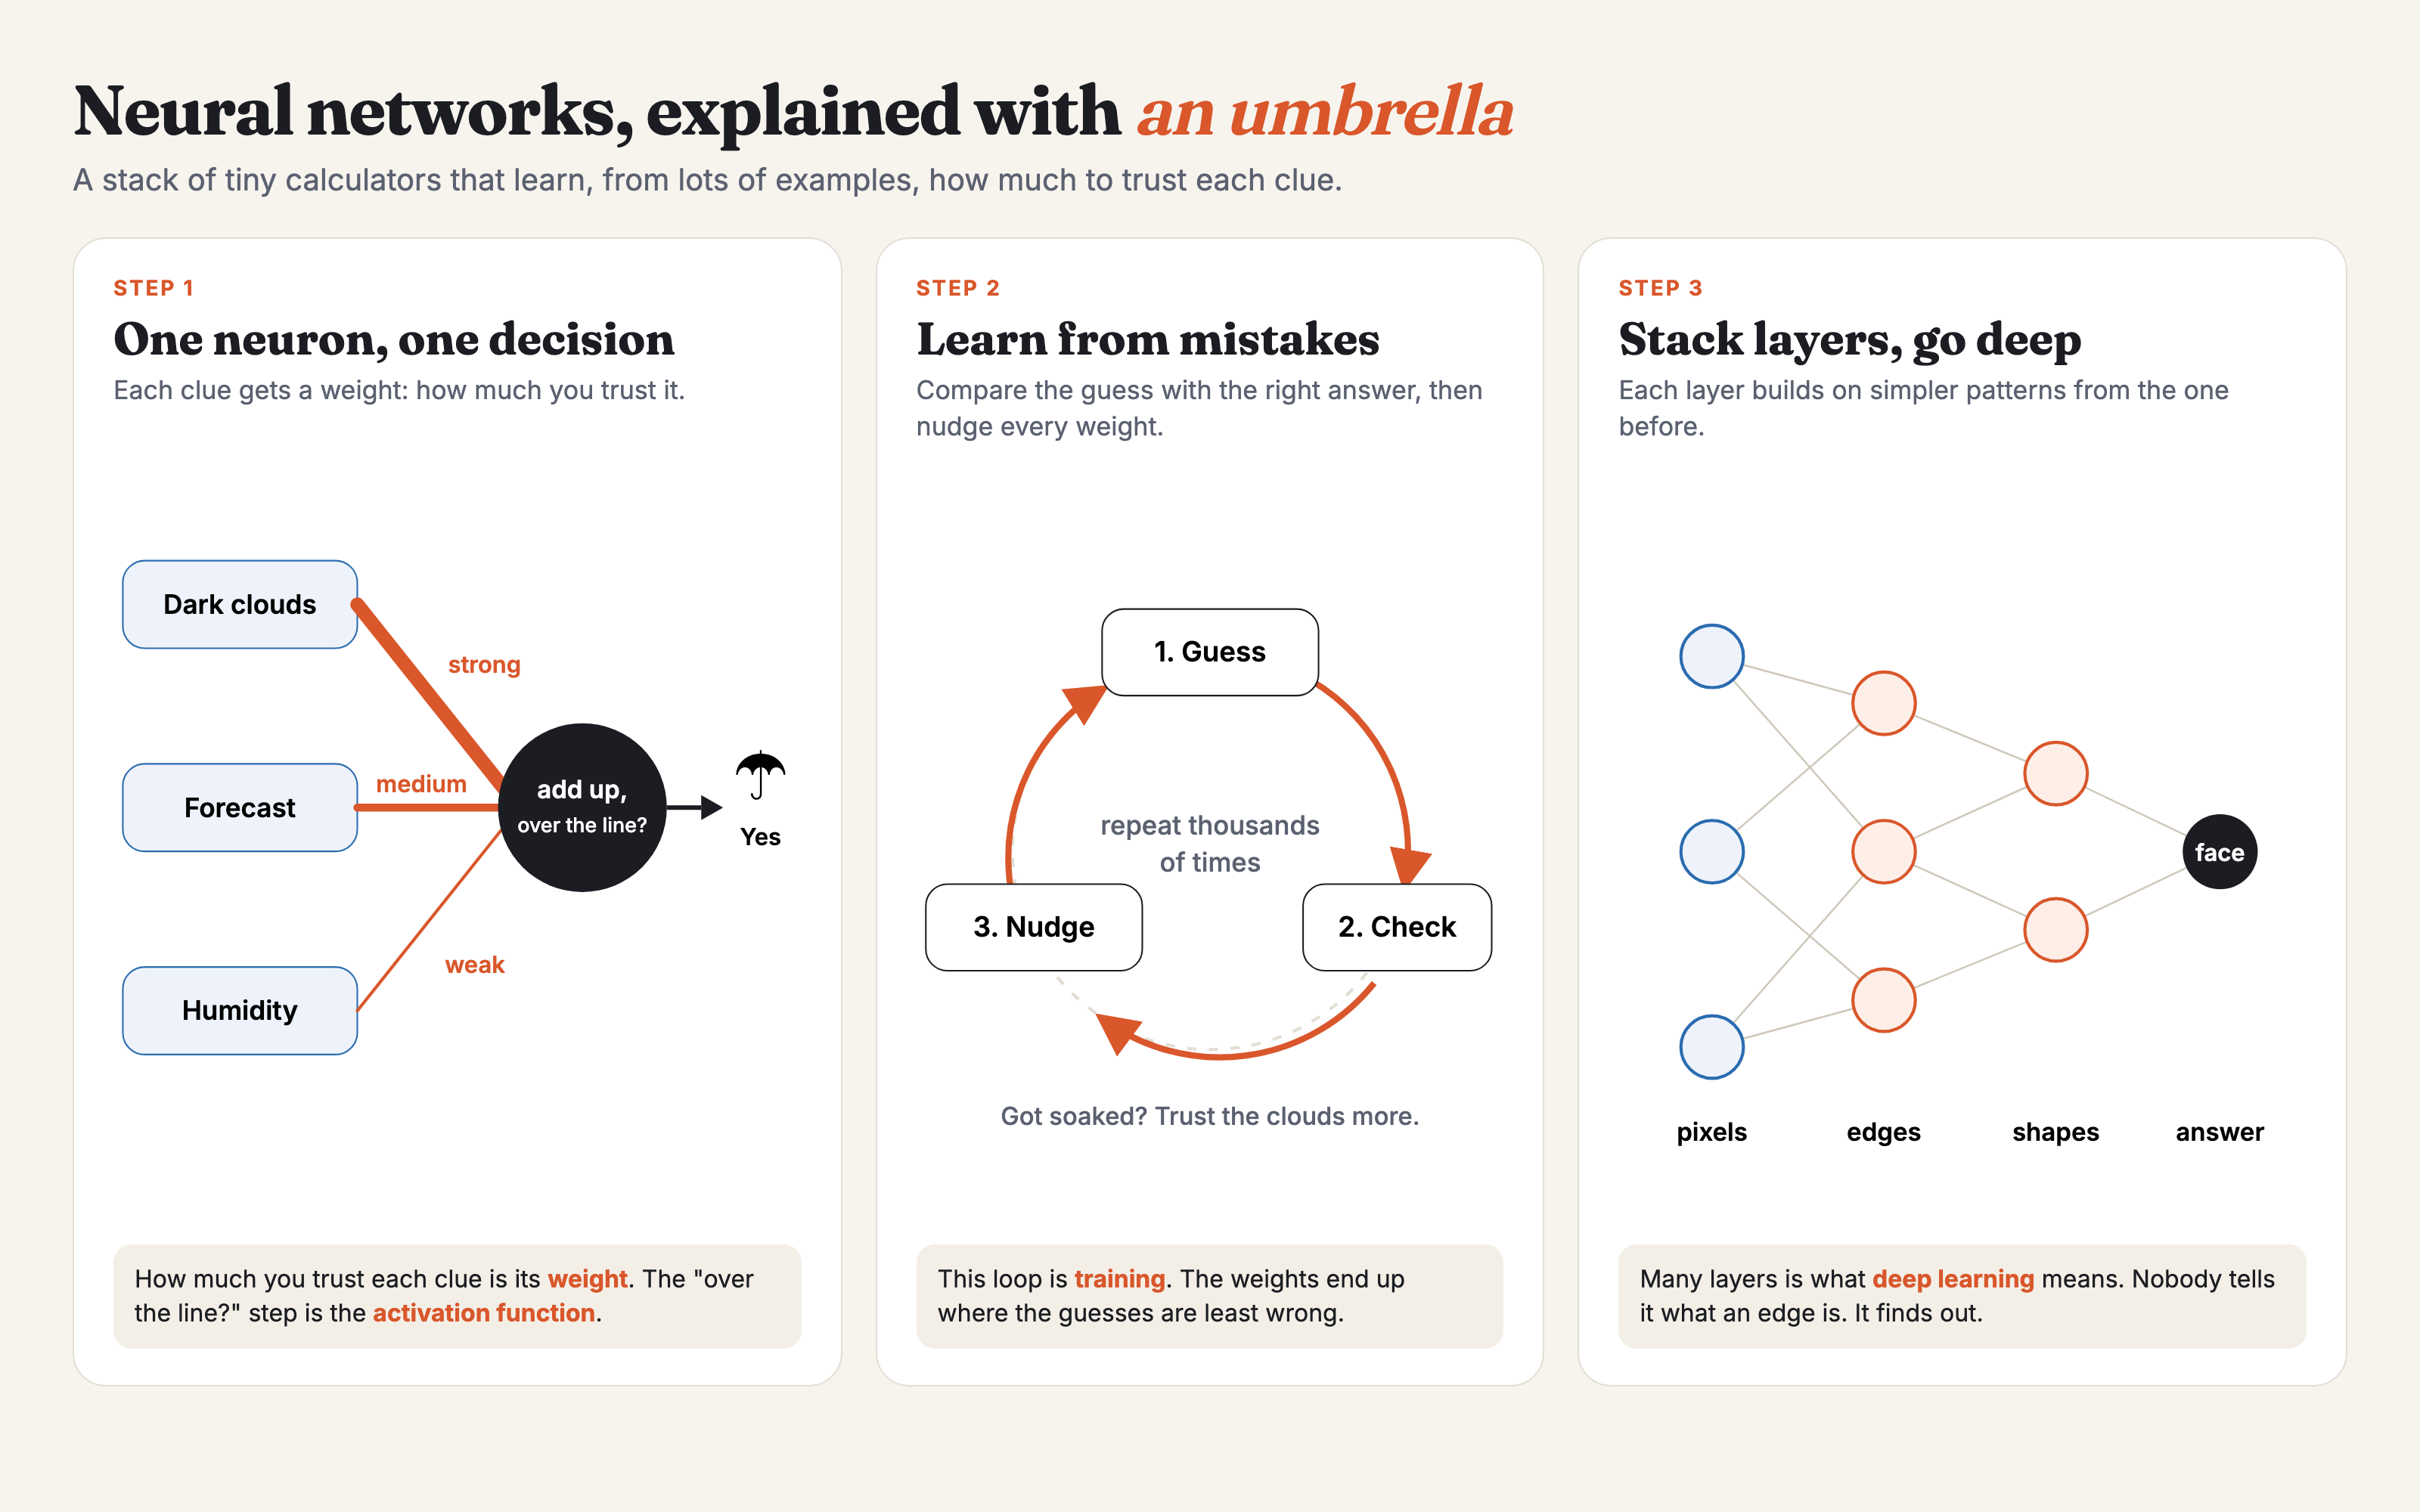 Neural networks, explained with an umbrella
A stack of tiny calculators that learn, from lots of examples, how much to trust each clue.
STEP 1
One neuron, one decision
Each clue gets a weight: how much you trust it.
Dark clouds
strong
Forecast
medium
add up,
over the line?
Yes
Humidity
weak
How much you trust each clue is its weight. The "over
the line?" step is the activation function.
STEP 2
Learn from mistakes
Compare the guess with the right answer, then
nudge every weight.
1. Guess
repeat thousands
of times
3. Nudge
2. Check
Got soaked? Trust the clouds more.
This loop is training. The weights end up
where the guesses are least wrong.
STEP 3
Stack layers, go deep
Each layer builds on simpler patterns from the one
before.
face
pixels
edges
shapes
answer
Many layers is what deep learning means. Nobody tells
it what an edge is. It finds out.